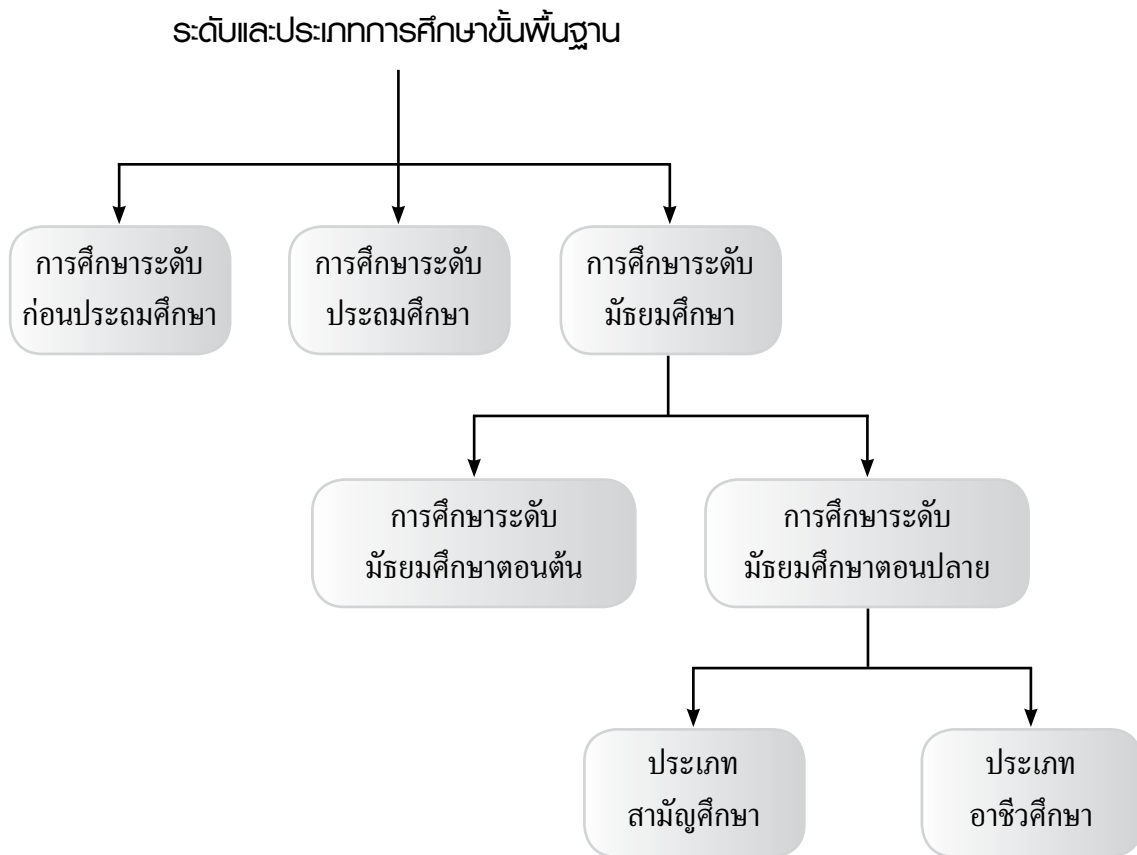 ระดับและประเภทการศึกษาขั้นพื้นฐาน
การศึกษาระดับ
ก่อนประถมศึกษา
การศึกษาระดับ
ประถมศึกษา
การศึกษาระดับ
มัธยมศึกษา
การศึกษาระดับ
มัธยมศึกษาตอนต้น
การศึกษาระดับ
มัธยมศึกษาตอนปลาย
ประเภท
สามัญศึกษา
ประเภท
อาชีวศึกษา